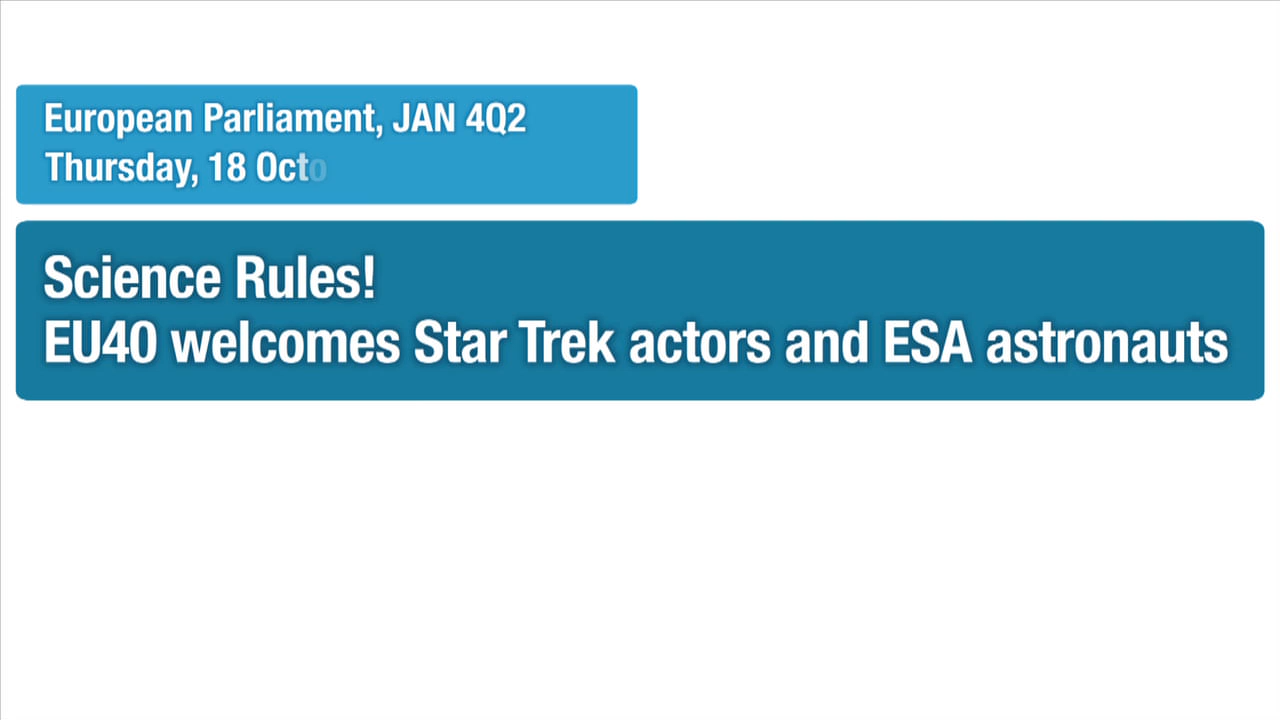 European Parliament, JAN 4Q2
Thursday, 18 Octo
Science Rules!
EU40 welcomes Star Trek actors and ESA astronauts